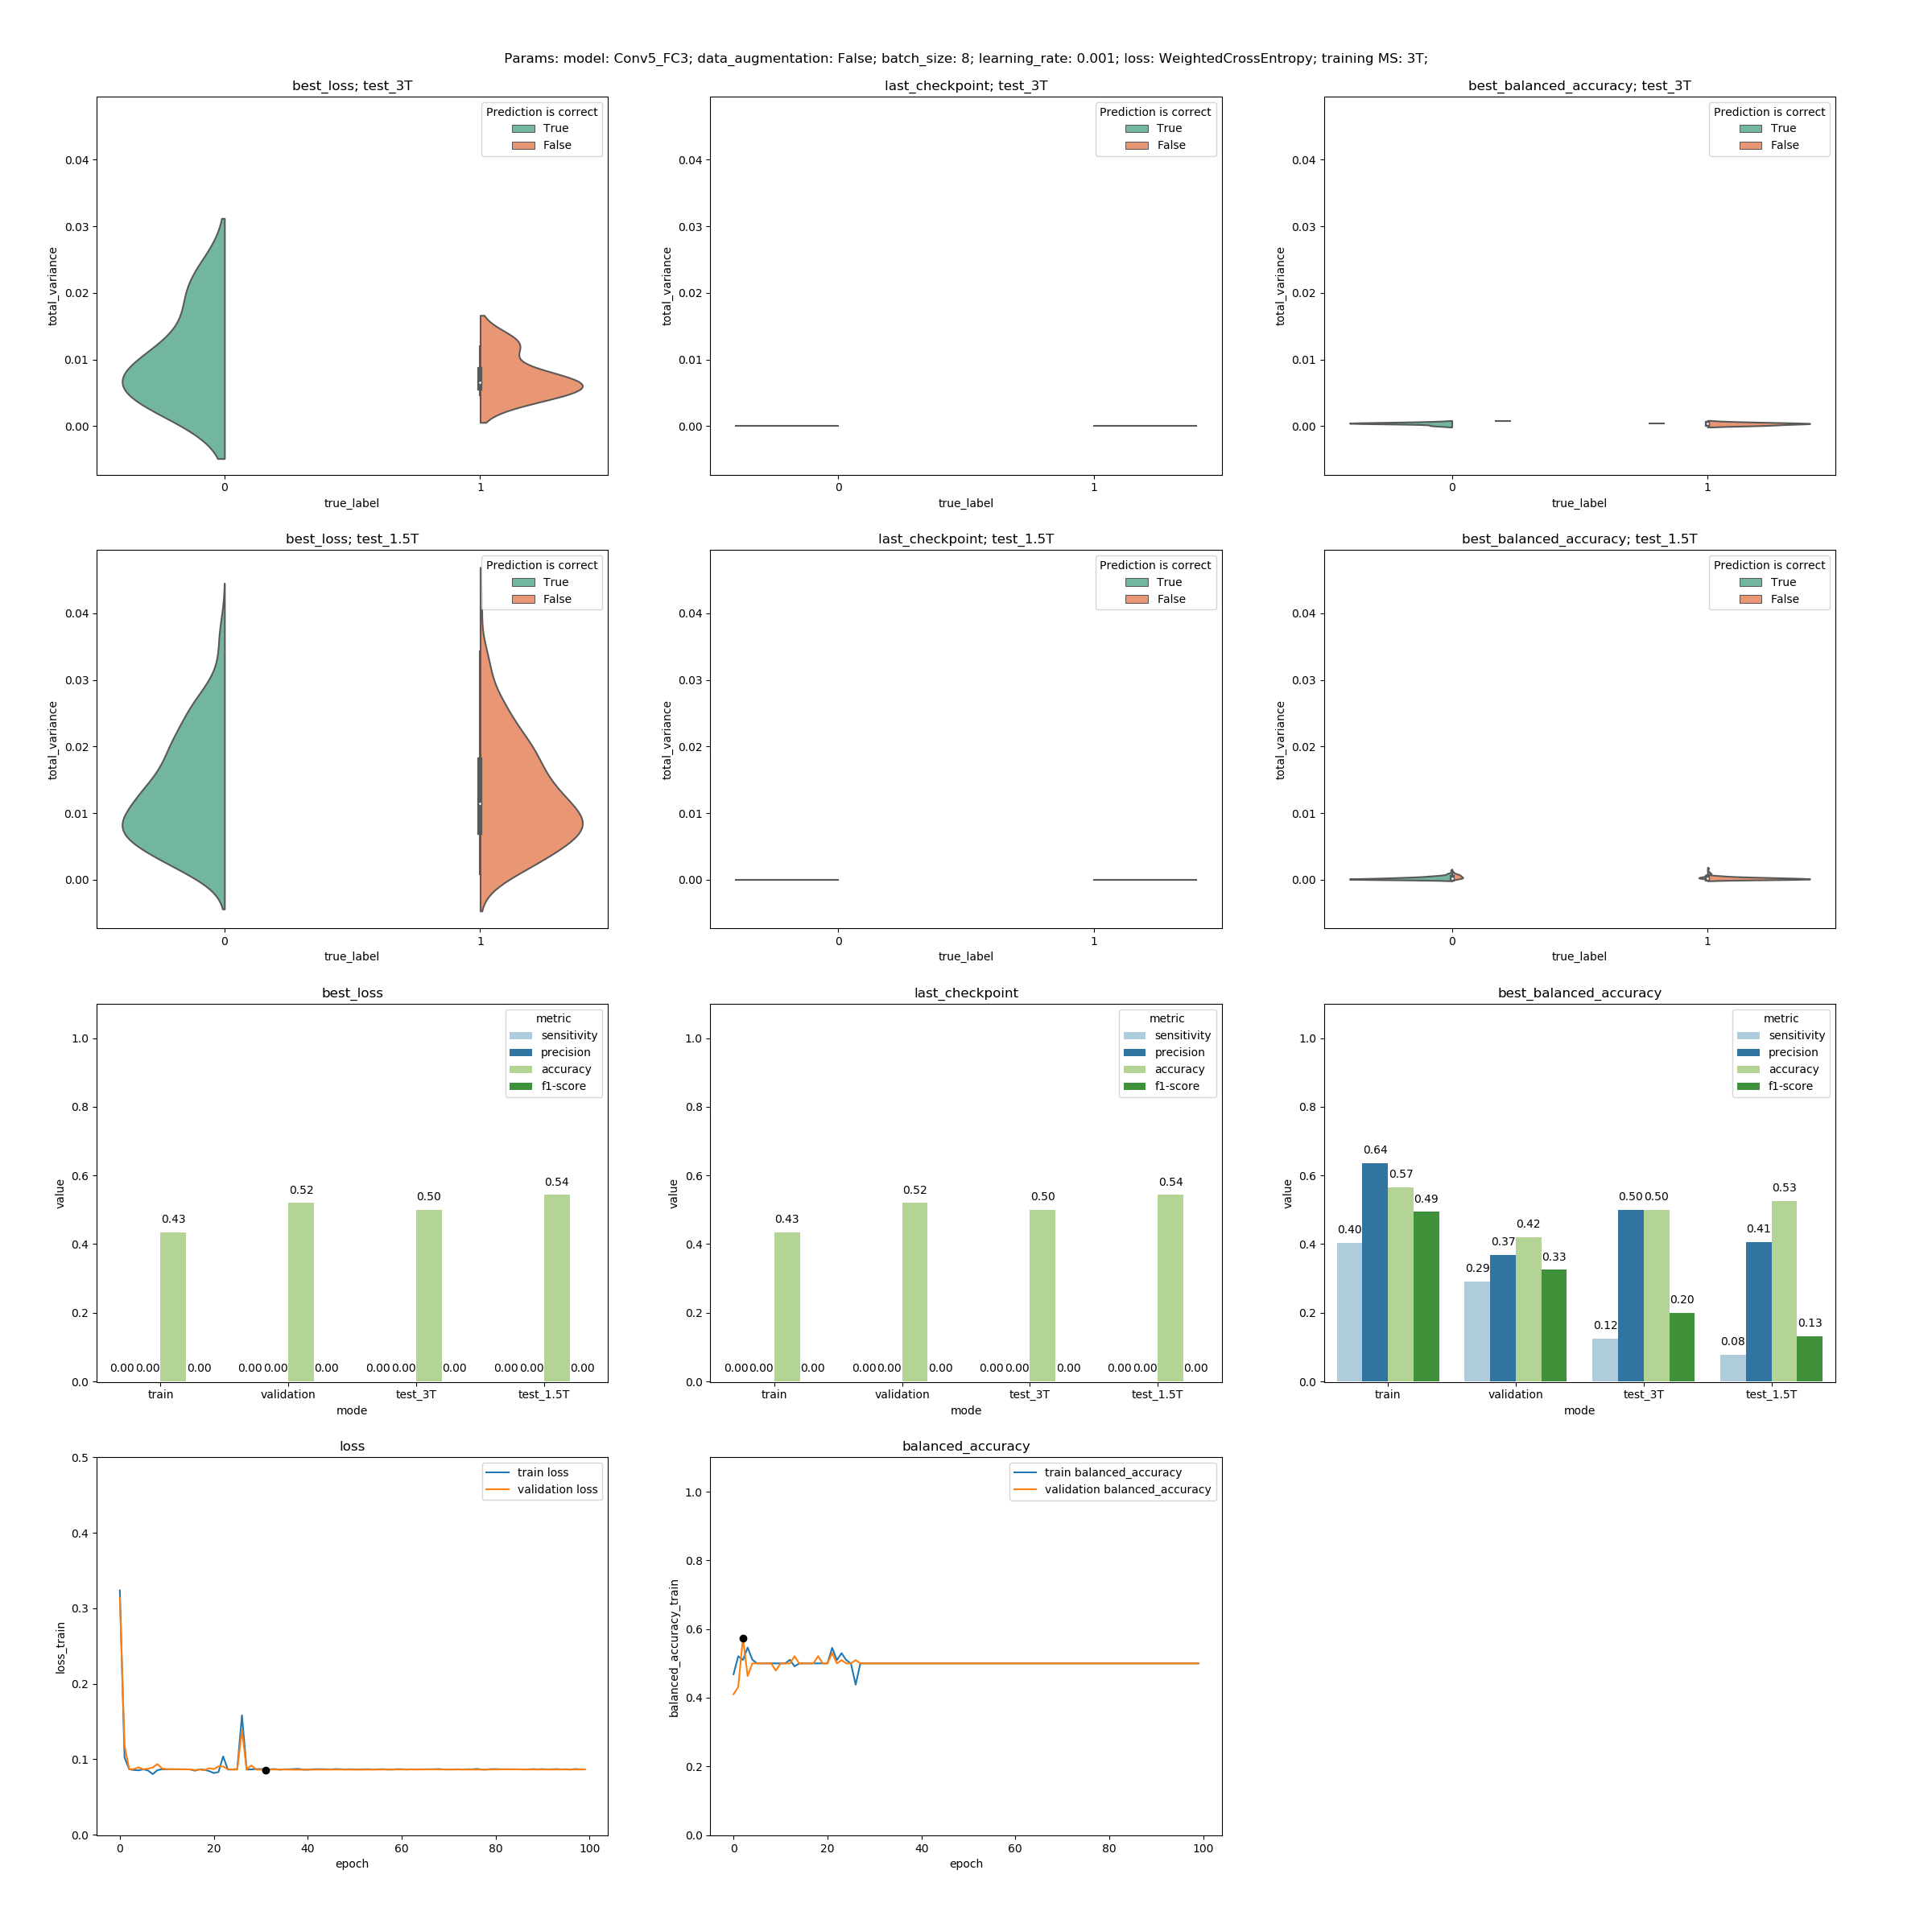 Params: model: Conv5_FC3; data_augmentation: False; batch_size: 8; learning_rate: 0.001; loss: WeightedCrossEntropy; training MS: 3T;
best_loss; test_3T
Prediction is correct
True
False
0.04
0.03
0.02
0.01
0.00
total_variance
0
1
true_label
last_checkpoint; test_3T
Prediction is correct
True
False
0.04
0.03
0.02
0.01
0.00
total_variance
0
1
true_label
best_balanced_accuracy; test_3T
Prediction is correct
True
False
0.04
0.03
0.02
0.01
0.00
total_variance
0
1
true_label
best_loss; test_1.5T
Prediction is correct
True
False
0.04
0.03
0.02
0.01
0.00
total_variance
0
1
true_label
last_checkpoint; test_1.5T
Prediction is correct
True
False
0.04
0.03
0.02
0.01
0.00
total_variance
0
1
true_label
best_balanced_accuracy; test_1.5T
Prediction is correct
True
False
0.04
0.03
0.02
0.01
0.00
total_variance
0
1
true_label
best_loss
metric
sensitivity
precision
accuracy
f1-score
1.0
0.8
0.6
0.4
0.2
0.0
value
0.00 0.00 0.43 0.00
0.00 0.00 0.52 0.00
0.00 0.00 0.50 0.00
0.00 0.00 0.54 0.00
train
validation
test_3T
test_1.5T
mode
last_checkpoint
metric
sensitivity
precision
accuracy
f1-score
1.0
0.8
0.6
0.4
0.2
0.0
value
0.00 0.00 0.43 0.00
0.00 0.00 0.52 0.00
0.00 0.00 0.50 0.00
0.00 0.00 0.54 0.00
train
validation
test_3T
test_1.5T
mode
best_balanced_accuracy
metric
sensitivity
precision
accuracy
f1-score
1.0
0.8
0.6
0.4
0.2
0.0
value
0.40 0.64 0.57 0.49
0.29 0.37 0.42 0.33
0.12 0.50 0.50 0.20
0.08 0.41 0.53 0.13
train
validation
test_3T
test_1.5T
mode
loss
train loss
validation loss
0.5
0.4
0.3
0.2
0.1
0.0
loss_train
0
20
40
60
80
100
epoch
balanced_accuracy
train balanced_accuracy
validation balanced_accuracy
1.0
0.8
0.6
0.4
0.2
0.0
balanced_accuracy_train
0
20
40
60
80
100
epoch